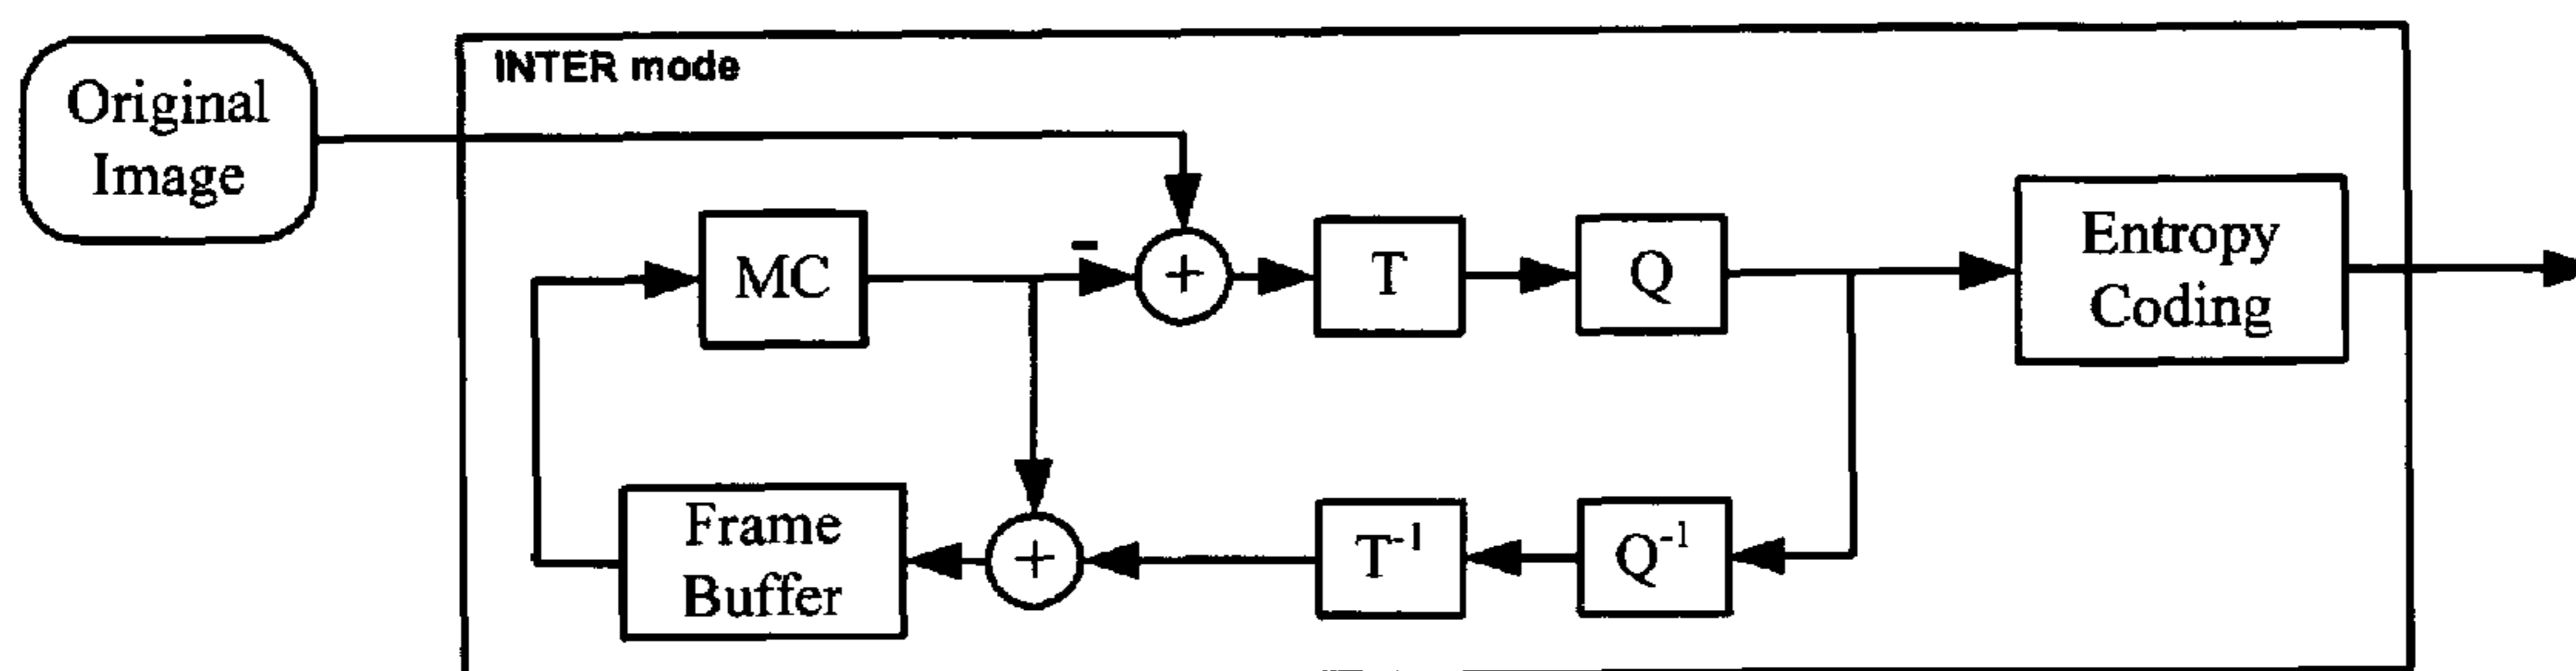 INTER mode
Original
Image
MC
-
+
T
Q
Entropy
Coding
Frame
Buffer
+
T-1
Q-1